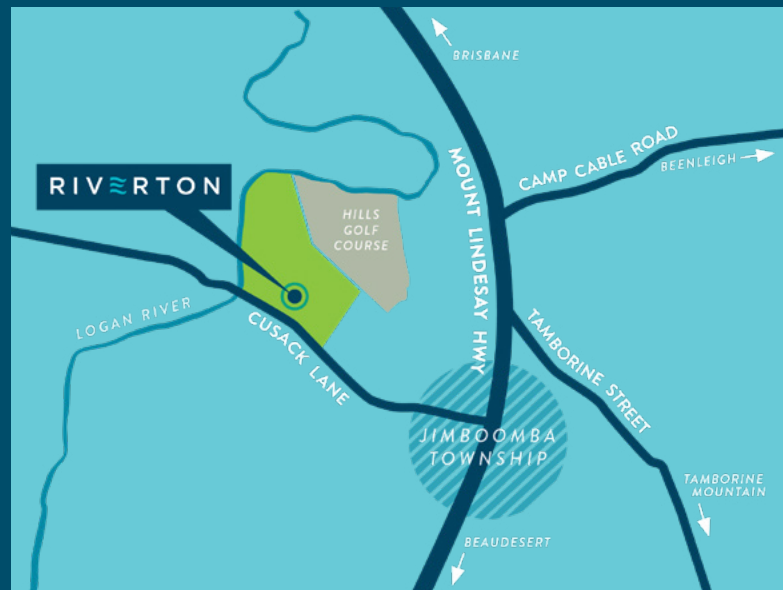 BRISBANE
CAMP CABLE ROAD
BEENLEIGH
MOUNT LINDESAY HWY
RIVERTON
HILLS
GOLF
COURSE
LOGAN RIVER
CUSACK LANE
TAMBORINE STREET
JIMBOOMBA
TOWNSHIP
TAMBORINE
MOUNTAIN
BEAUDESERT